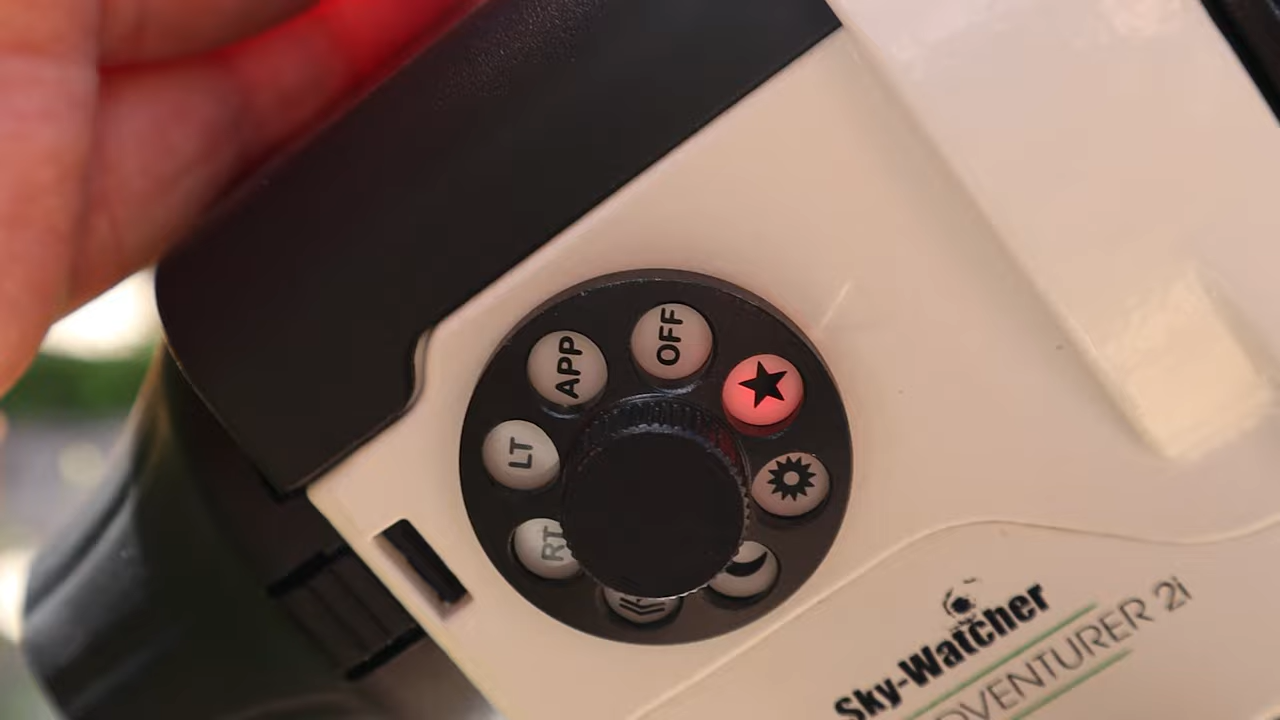 OFF
APP
LT
RT
Sky-Watcher
DVENTURER 2i